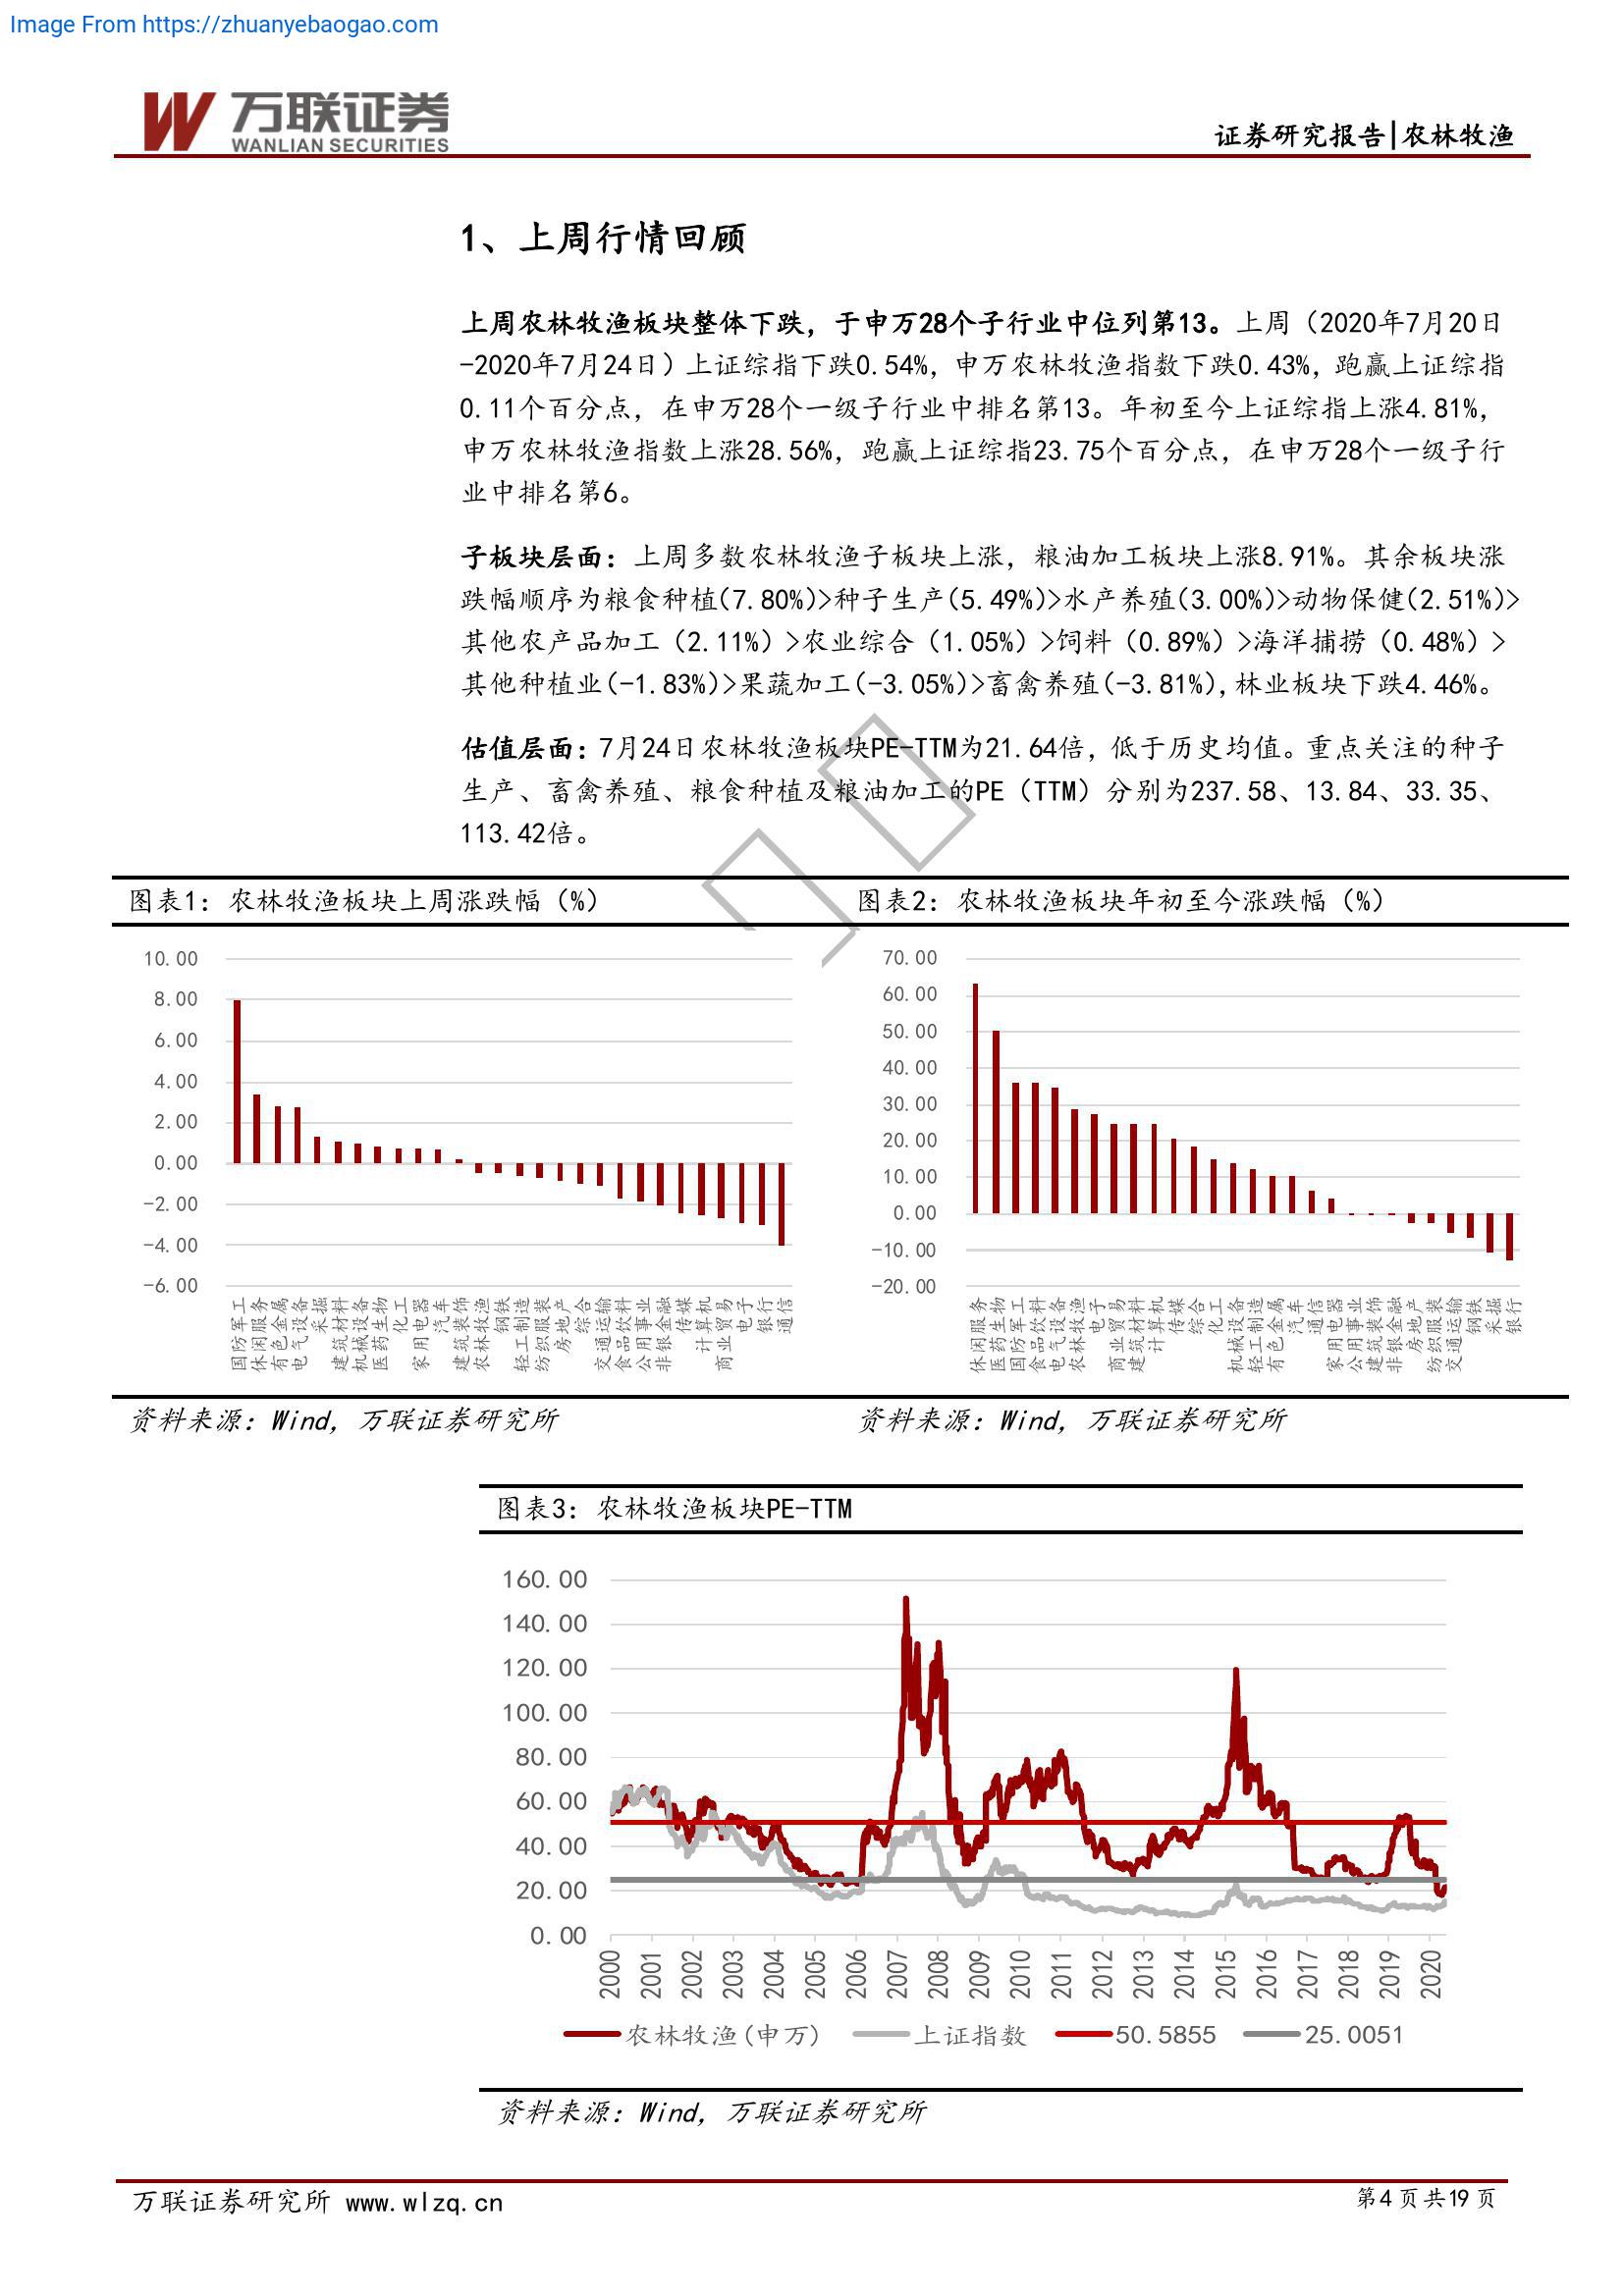 Image From https://zhuanyebaogao.com
万联证券
WANLIAN SECURITIES
证券研究报告|农林牧渔
1、上周行情回顾
上周农林牧渔板块整体下跌，于申万28个子行业中位列第13。上周（2020年7月20日
-2020年7月24日）上证综指下跌0.54%，申万农林牧渔指数下跌0.43%，跑赢上证综指
0.11个百分点，在申万28个一级子行业中排名第13。年初至今上证综指上涨4.81%，
申万农林牧渔指数上涨28.56%，跑赢上证综指23.75个百分点，在申万28个一级子行
业中排名第6。
子板块层面：上周多数农林牧渔子板块上涨，粮油加工板块上涨8.91%。其余板块涨
跌幅顺序为粮食种植(7.80%)>种子生产(5.49%)>水产养殖(3.00%)>动物保健(2.51%)>
其他农产品加工（2.11%）>农业综合（1.05%）>饲料（0.89%）>海洋捕捞（0.48%）>
其他种植业(-1.83%)>果蔬加工(-3.05%)>畜禽养殖(-3.81%),林业板块下跌4.46%。
估值层面：7月24日农林牧渔板块PE-TTM为21.64倍，低于历史均值。重点关注的种子
生产、畜禽养殖、粮食种植及粮油加工的PE（TTM）分别为237.58、13.84、33.35、
113.42倍。
图表1：农林牧渔板块上周涨跌幅（%）
10.00
8.00
6.00
4.00
2.00
0.00
-2.00
-4.00
-6.00
国防军工
休闲服务
有色金属
电气设备
采掘
建筑材料
机械设备
医药生物
化工
家用电器
汽车
建筑装饰
农林牧渔
钢铁
轻工制造
纺织服装
房地产
综合
交通运输
食品饮料
公用事业
非银金融
传媒
计算机
商业贸易
电子
银行
通信
资料来源：Wind，万联证券研究所
图表2：农林牧渔板块年初至今涨跌幅（%）
70.00
60.00
50.00
40.00
30.00
20.00
10.00
0.00
-10.00
-20.00
休闲服务
医药生物
国防军工
食品饮料
电气设备
农林牧渔
电子
商业贸易
建筑材料
计算机
传媒
综合
化工
机械设备
轻工制造
有色金属
汽车
通信
家用电器
公用事业
建筑装饰
非银金融
房地产
纺织服装
交通运输
钢铁
采掘
银行
资料来源：Wind，万联证券研究所
图表3：农林牧渔板块PE-TTM
160.00
140.00
120.00
100.00
80.00
60.00
40.00
20.00
0.00
2000
2001
2002
2003
2004
2005
2006
2007
2008
2009
2010
2011
2012
2013
2014
2015
2016
2017
2018
2019
2020
农林牧渔(申万) 上证指数 50.5855 25.0051
资料来源：Wind，万联证券研究所
万联证券研究所 www.wlzq.cn
第4页共19页